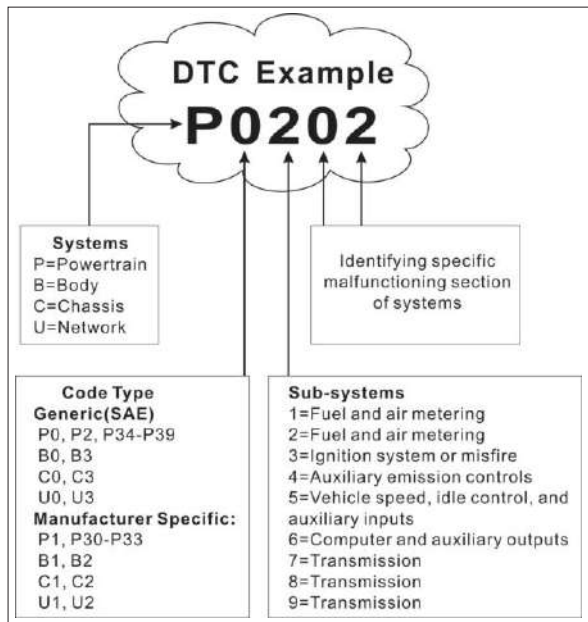 DTC Example
P0202
Systems
P=Powertrain
B=Body
C=Chassis
U=Network
Identifying specific
malfunctioning section
of systems
Code Type
Generic(SAE)
P0, P2, P34-P39
B0, B3
C0, C3
U0, U3
Manufacturer Specific:
P1, P30-P33
B1, B2
C1, C2
U1, U2
Sub-systems
1=Fuel and air metering
2=Fuel and air metering
3=Ignition system or misfire
4=Auxiliary emission controls
5=Vehicle speed, idle control, and
auxiliary inputs
6=Computer and auxiliary outputs
7=Transmission
8=Transmission
9=Transmission